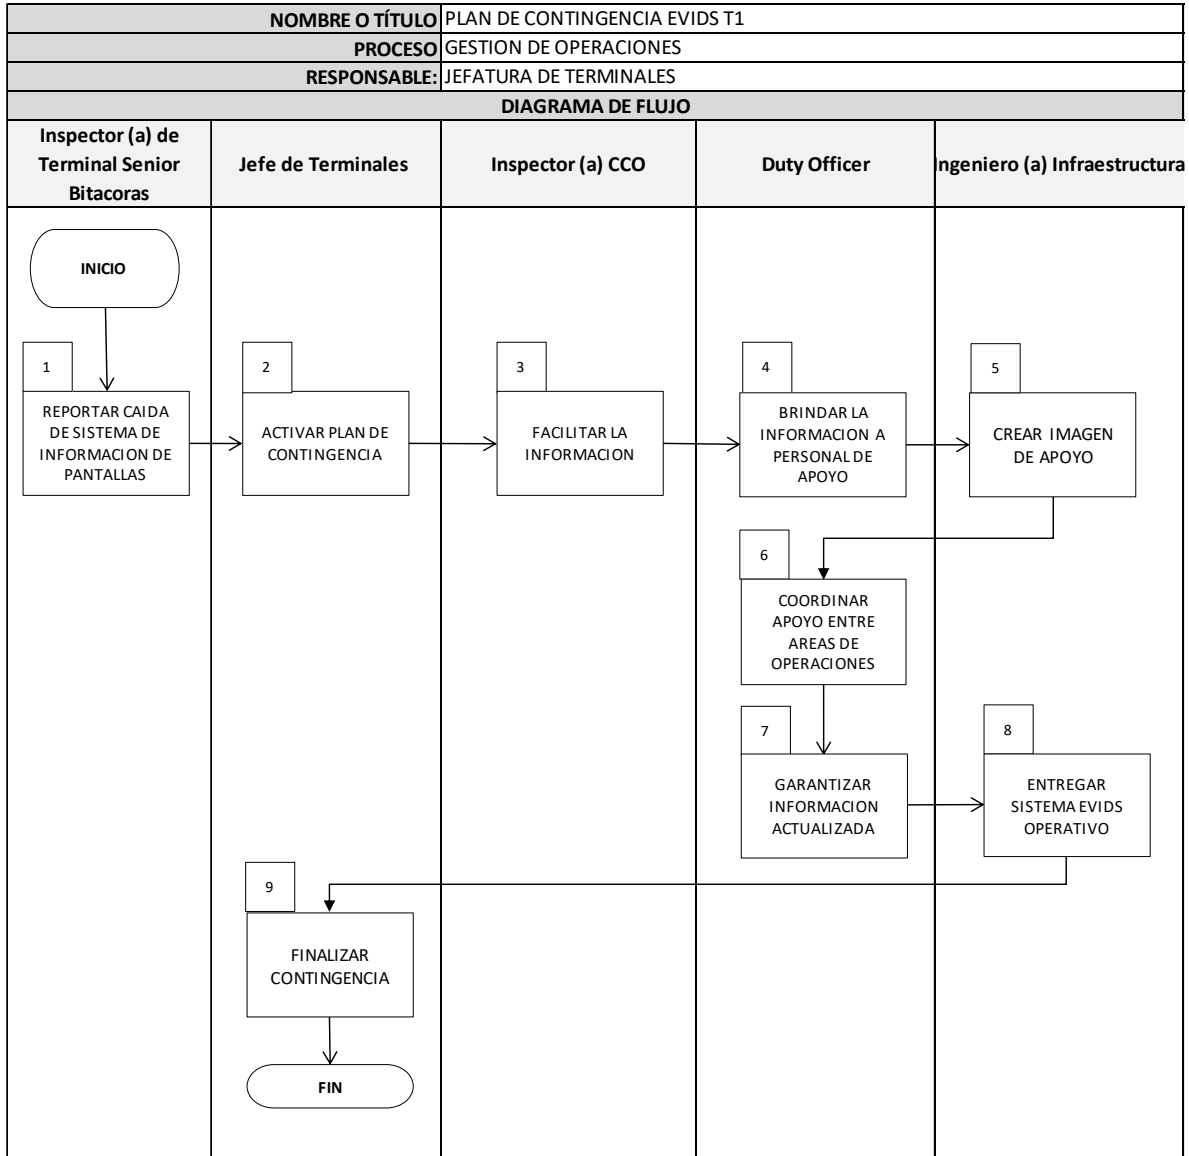 NOMBRE O TÍTULO PLAN DE CONTINGENCIA EVIDS T1
PROCESO GESTION DE OPERACIONES
RESPONSABLE: JEFATURA DE TERMINALES
DIAGRAMA DE FLUJO
Inspector (a) de
Terminal Senior
Bitacoras
Jefe de Terminales
Inspector (a) CCO
Duty Officer
Ingeniero (a) Infraestructura
INICIO
1
REPORTAR CAIDA
DE SISTEMA DE
INFORMACION DE
PANTALLAS
2
ACTIVAR PLAN DE
CONTINGENCIA
3
FACILITAR LA
INFORMACION
4
BRINDAR LA
INFORMACION A
PERSONAL DE
APOYO
5
CREAR IMAGEN
DE APOYO
6
COORDINAR
APOYO ENTRE
AREAS DE
OPERACIONES
7
GARANTIZAR
INFORMACION
ACTUALIZADA
8
ENTREGAR
SISTEMA EVIDS
OPERATIVO
9
FINALIZAR
CONTINGENCIA
FIN